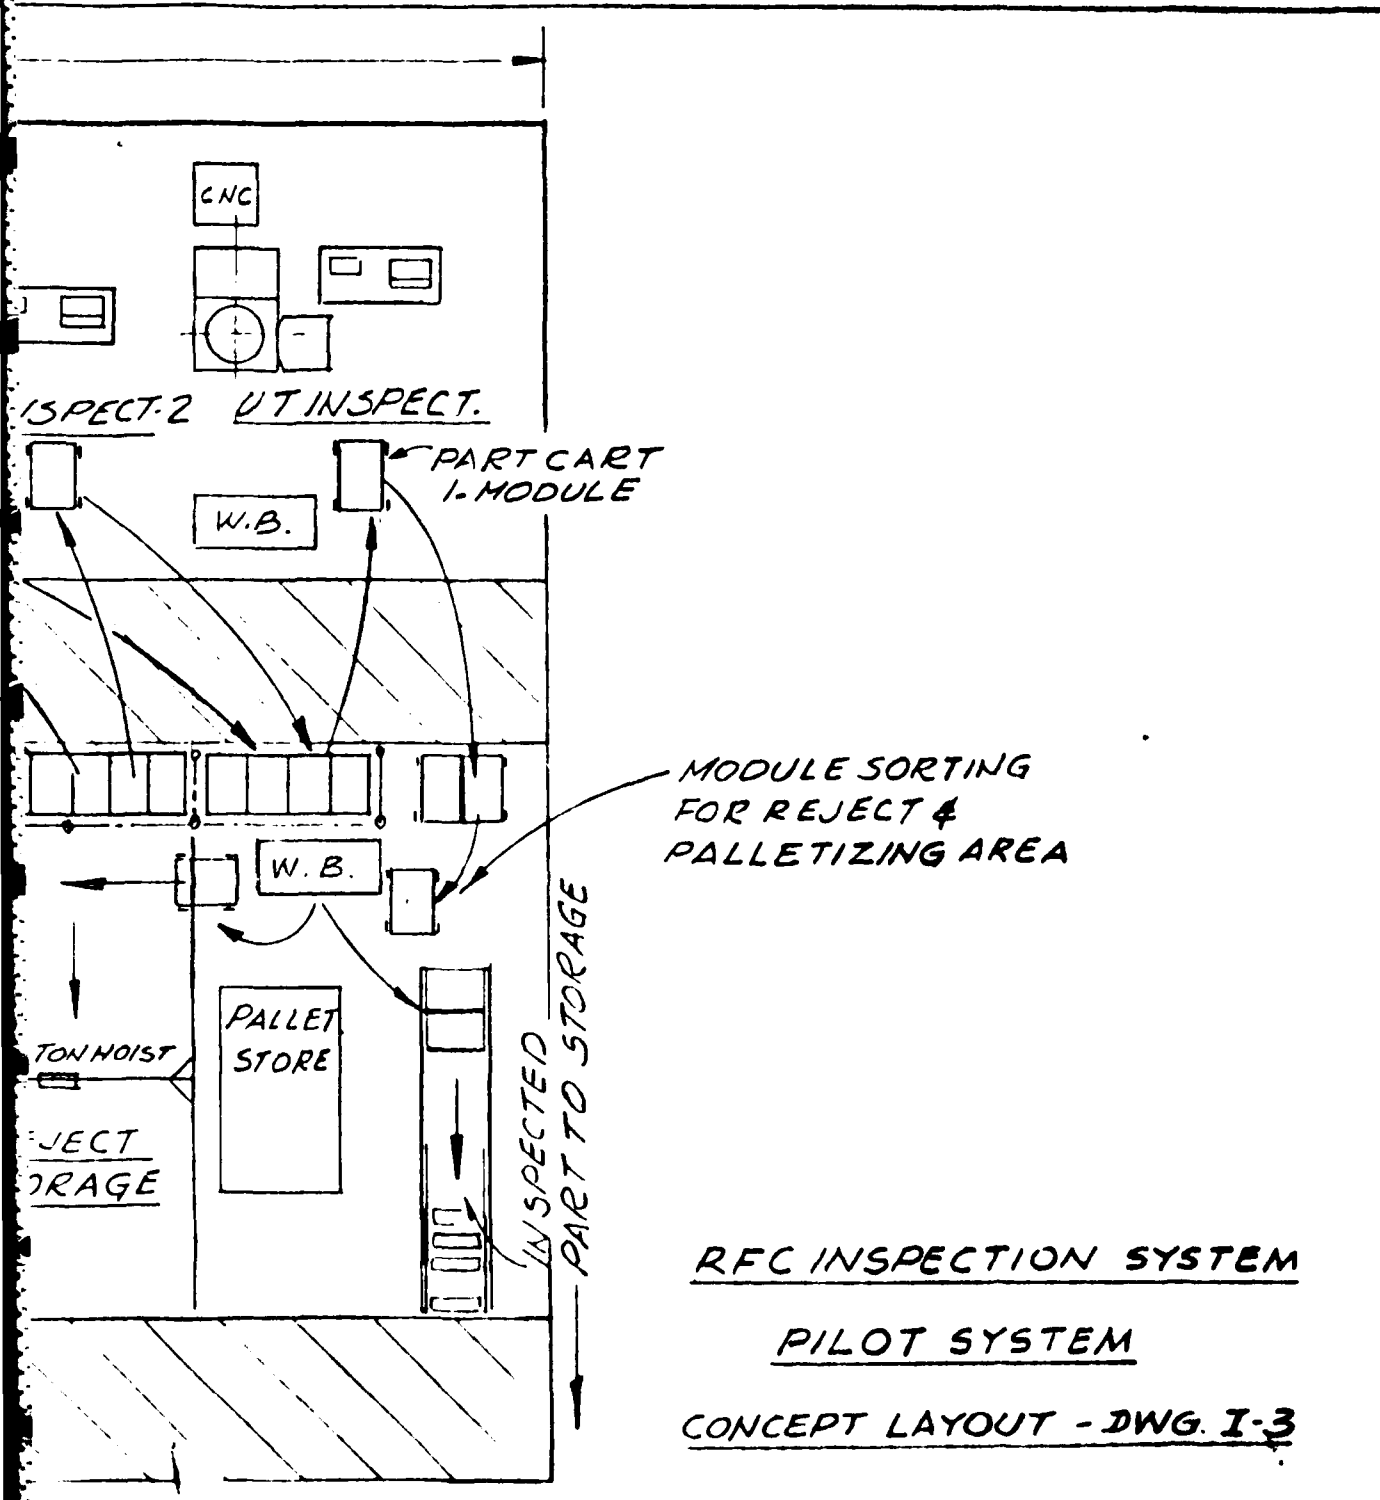 CNC
ISPECT-2
UT INSPECT.
PART CART
1-MODULE
W.B.
MODULE SORTING
FOR REJECT &
PALLETIZING AREA
W.B.
PALLET
STORE
TON HOIST
JECT
ORAGE
INSPECTED
PART TO STORAGE
RFC INSPECTION SYSTEM
PILOT SYSTEM
CONCEPT LAYOUT - DWG. I-3